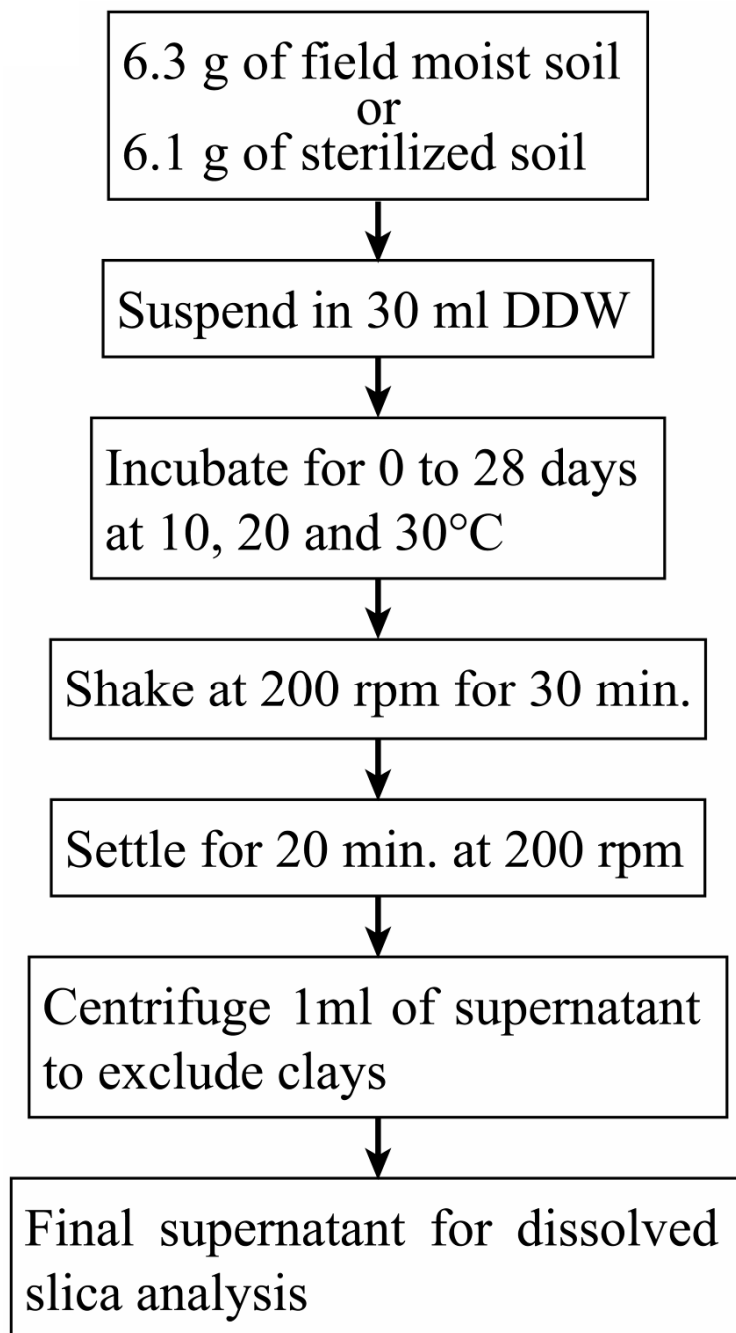 6.3 g of field moist soil
or
6.1 g of sterilized soil
Suspend in 30 ml DDW
Incubate for 0 to 28 days
at 10, 20 and 30°C
Shake at 200 rpm for 30 min.
Settle for 20 min. at 200 rpm
Centrifuge 1ml of supernatant
to exclude clays
Final supernatant for dissolved
slica analysis